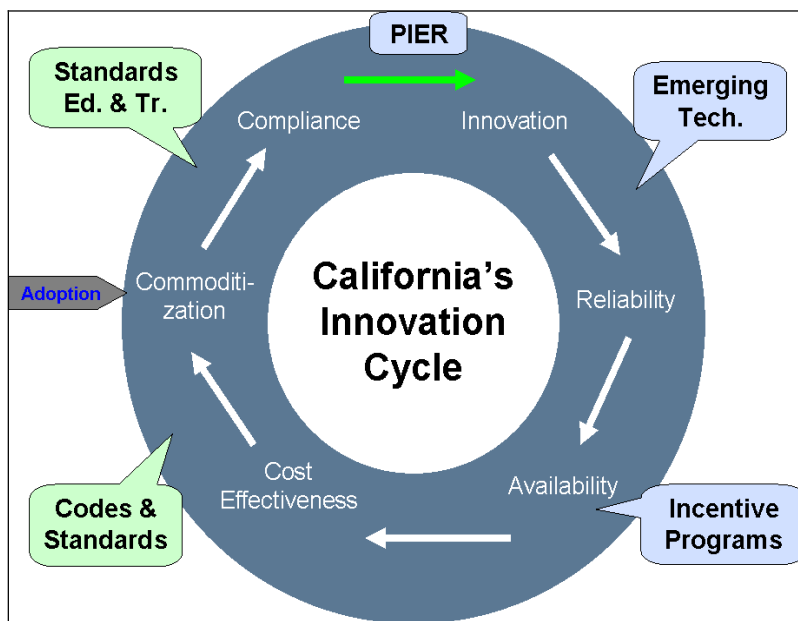 PIER
Standards
Ed. & Tr.
Emerging
Tech.
Compliance
Innovation
California's
Innovation
Cycle
Adoption
Commoditi-
zation
Reliability
Cost
Effectiveness
Availability
Codes &
Standards
Incentive
Programs